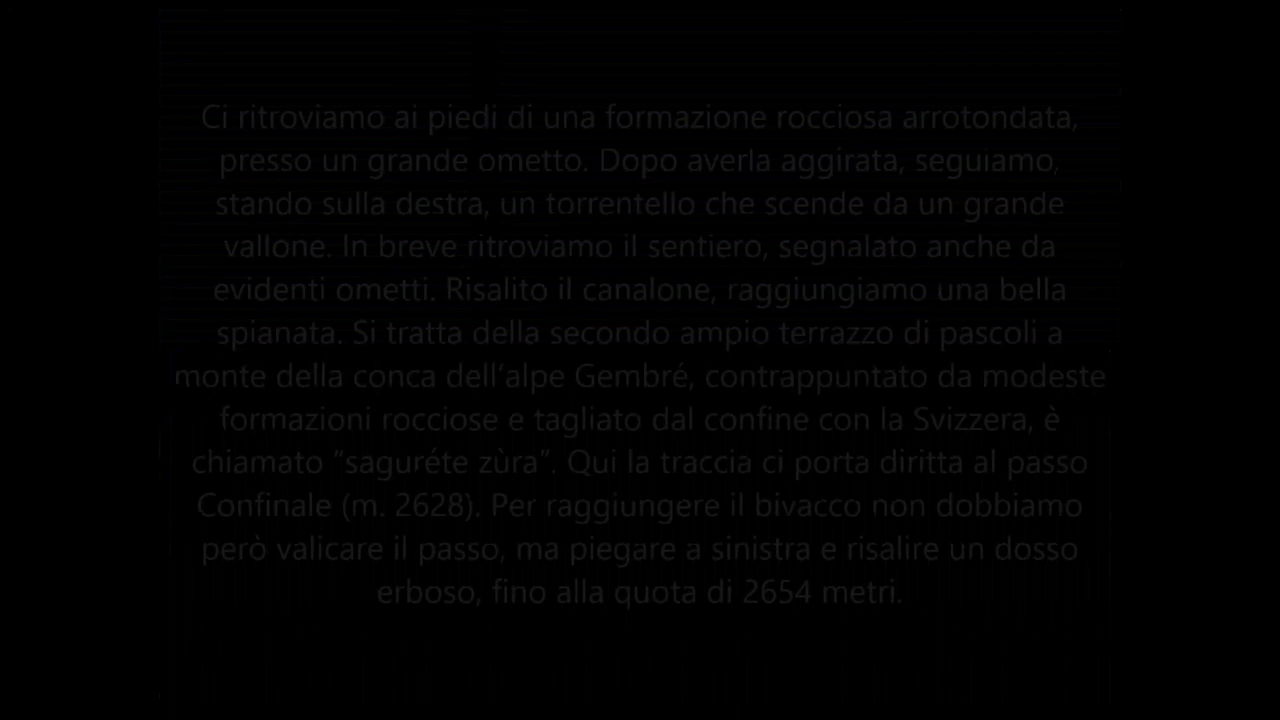 Ci ritroviamo ai piedi di una formazione rocciosa arrotondata,
presso un grande ometto. Dopo averla aggirata, seguiamo,
stando sulla destra, un torrentello che scende da un grande
vallone. In breve ritroviamo il sentiero, segnalato anche da
evidenti ometti. Risalito il canalone, raggiungiamo una bella
spianata. Si tratta della secondo ampio terrazzo di pascoli a
monte della conca dell’alpe Gembré, contrappuntato da modeste
formazioni rocciose e tagliato dal confine con la Svizzera, è
chiamato “saguréte zùra”. Qui la traccia ci porta diritta al passo
Confinale (m. 2628). Per raggiungere il bivacco non dobbiamo
però valicare il passo, ma piegare a sinistra e risalire un dosso
erboso, fino alla quota di 2654 metri.